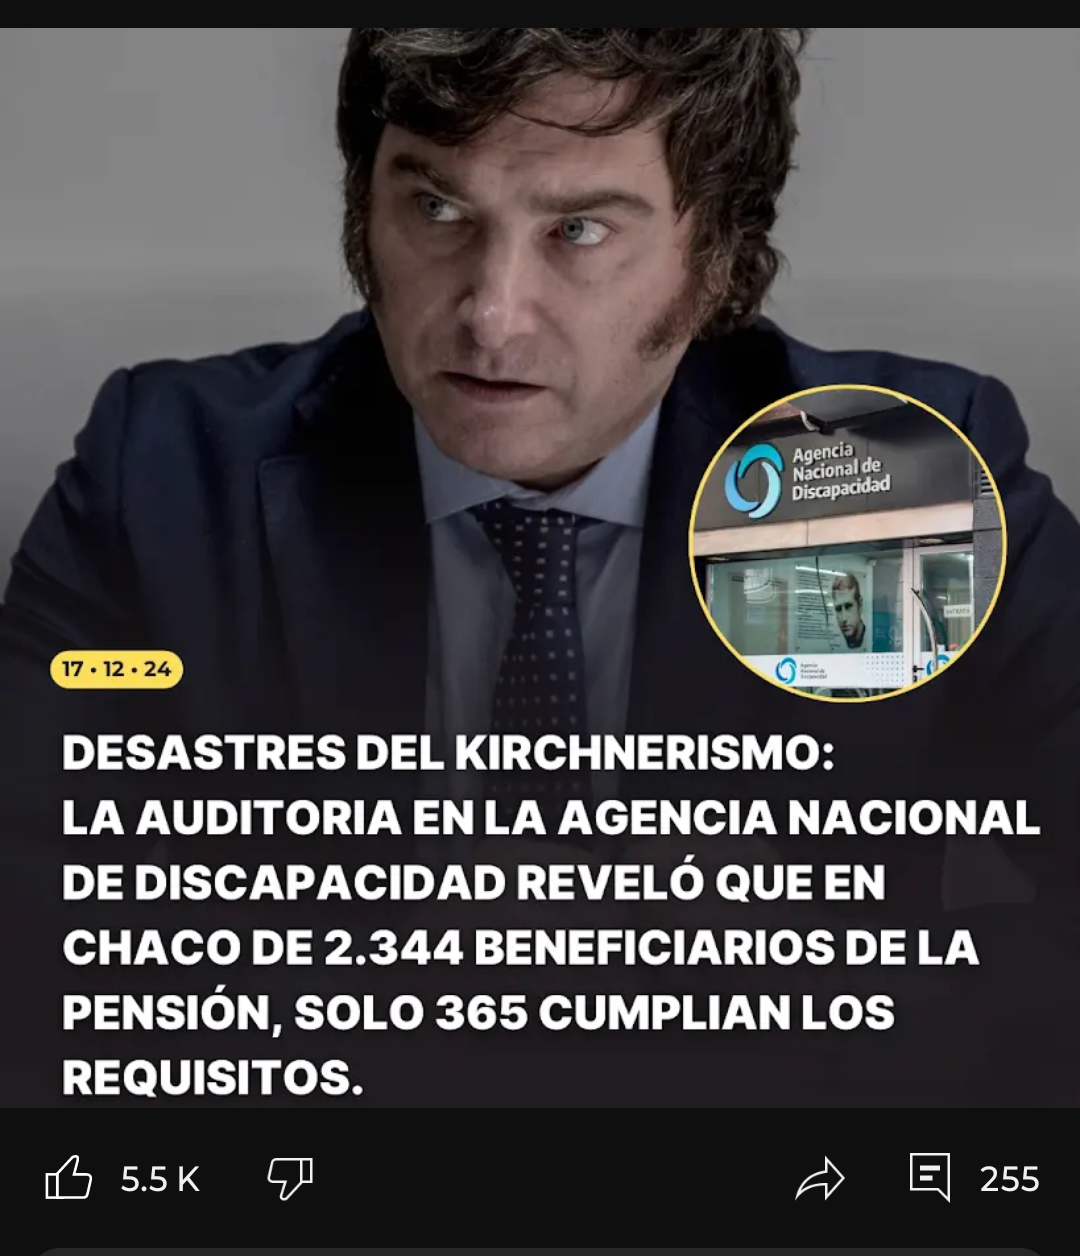 Agencia
Nacional de
Discapacidad
17 • 12 • 24
DESASTRES DEL KIRCHNERISMO:
LA AUDITORIA EN LA AGENCIA NACIONAL
DE DISCAPACIDAD REVELÓ QUE EN
CHACO DE 2.344 BENEFICIARIOS DE LA
PENSIÓN, SOLO 365 CUMPLIAN LOS
REQUISITOS.
5.5 K
255